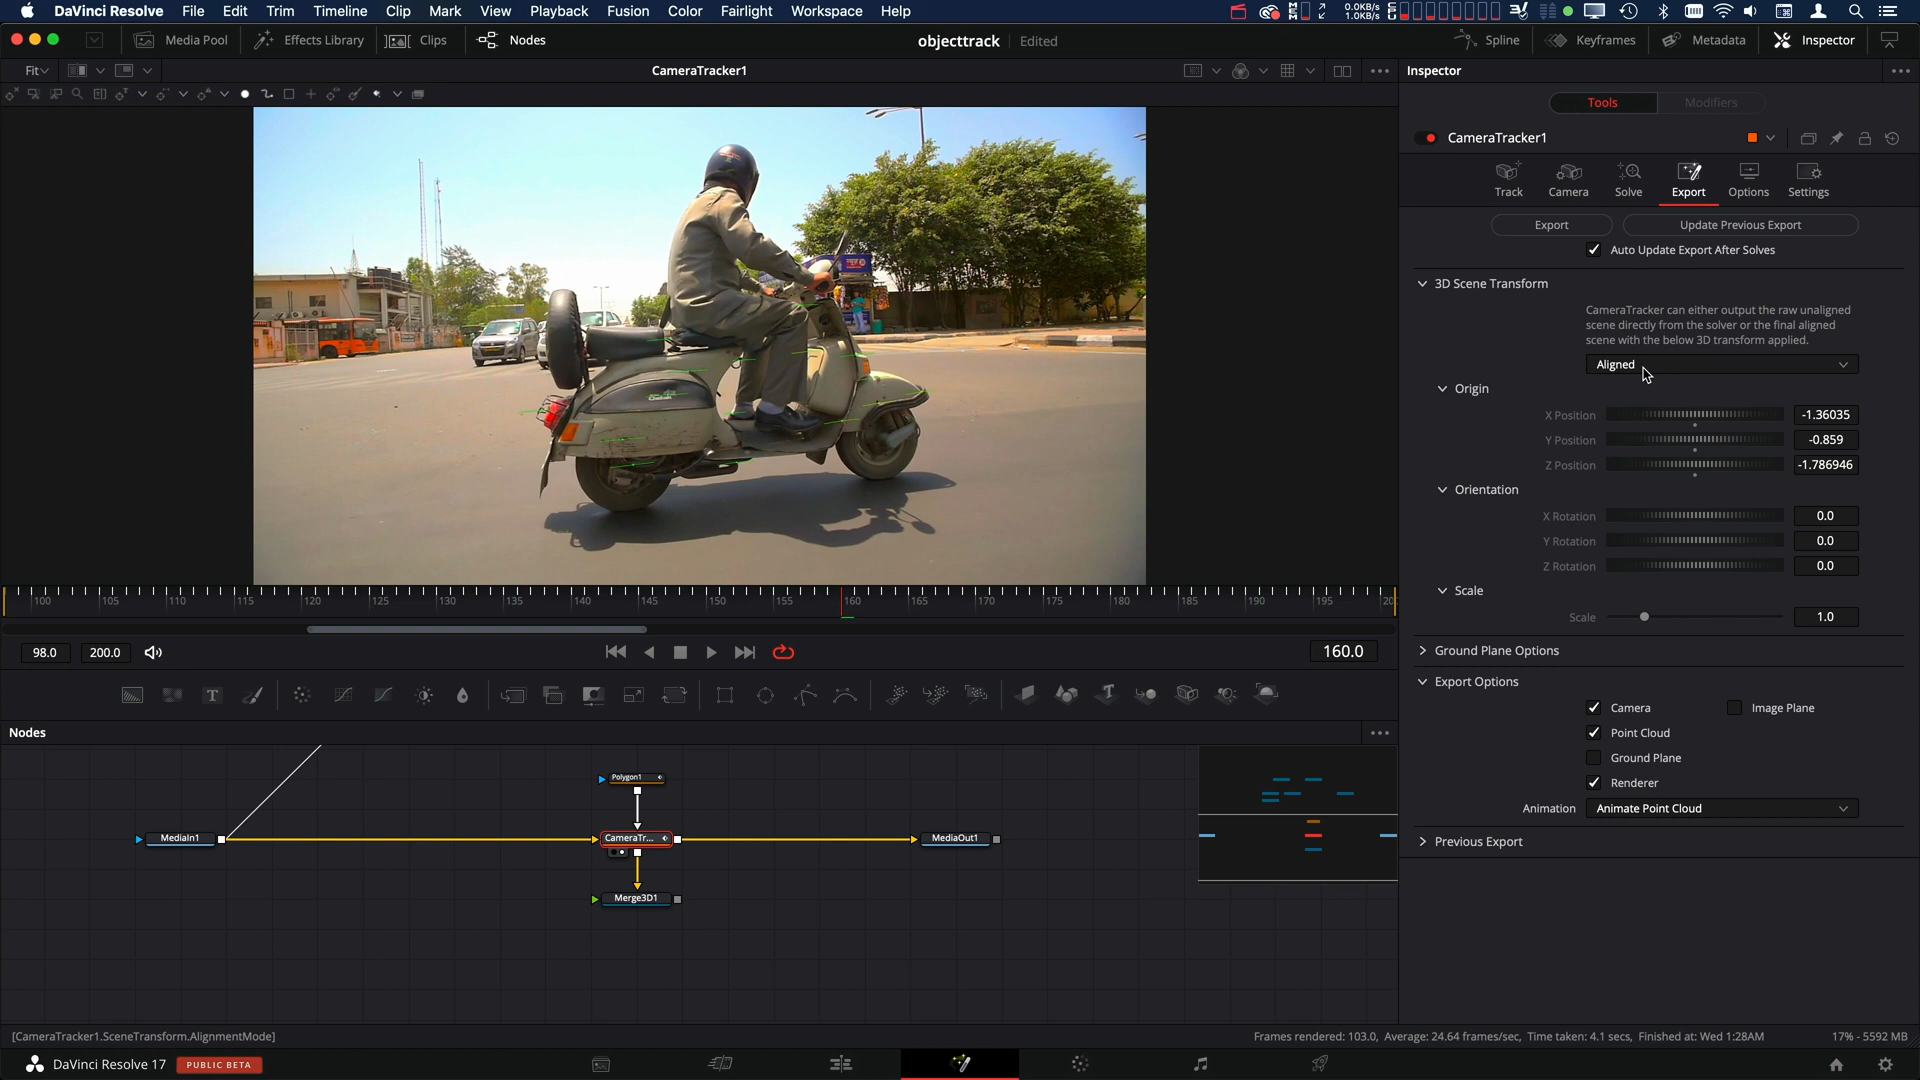 DaVinci Resolve File Edit Trim Timeline Clip Mark View Playback Fusion Color Fairlight Workspace Help
0.0KB/s
1.0KB/s
Media Pool Effects Library Clips Nodes objecttrack Edited Spline Keyframes Metadata Inspector
Fit CameraTracker1 Inspector
Tools Modifiers
CameraTracker1
Track Camera Solve Export Options Settings
Export Update Previous Export
Auto Update Export After Solves
3D Scene Transform
CameraTracker can either output the raw unaligned
scene directly from the solver or the final aligned
scene with the below 3D transform applied.
Aligned
Origin
X Position -1.36035
Y Position -0.859
Z Position -1.786946
Orientation
X Rotation 0.0
Y Rotation 0.0
Z Rotation 0.0
Scale
Scale 1.0
100 105 110 115 120 125 130 135 140 145 150 155 160 165 170 175 180 185 190 195 20
98.0 200.0 160.0
Ground Plane Options
Export Options
Camera Image Plane
Point Cloud
Ground Plane
Renderer
Animation Animate Point Cloud
Previous Export
Nodes
Polygon1
MediaIn1 CameraTr... MediaOut1
Merge3D1
[CameraTracker1.SceneTransform.AlignmentMode] Frames rendered: 103.0, Average: 24.64 frames/sec, Time taken: 4.1 secs, Finished at: Wed 1:28AM 17% - 5592 MB
DaVinci Resolve 17 PUBLIC BETA